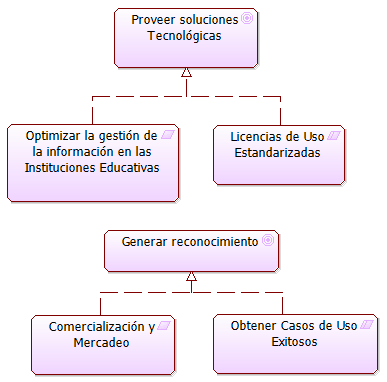 Proveer soluciones
Tecnológicas
Optimizar la gestión de
la información en las
Instituciones Educativas
Licencias de Uso
Estandarizadas
Generar reconocimiento
Comercialización y
Mercadeo
Obtener Casos de Uso
Exitosos